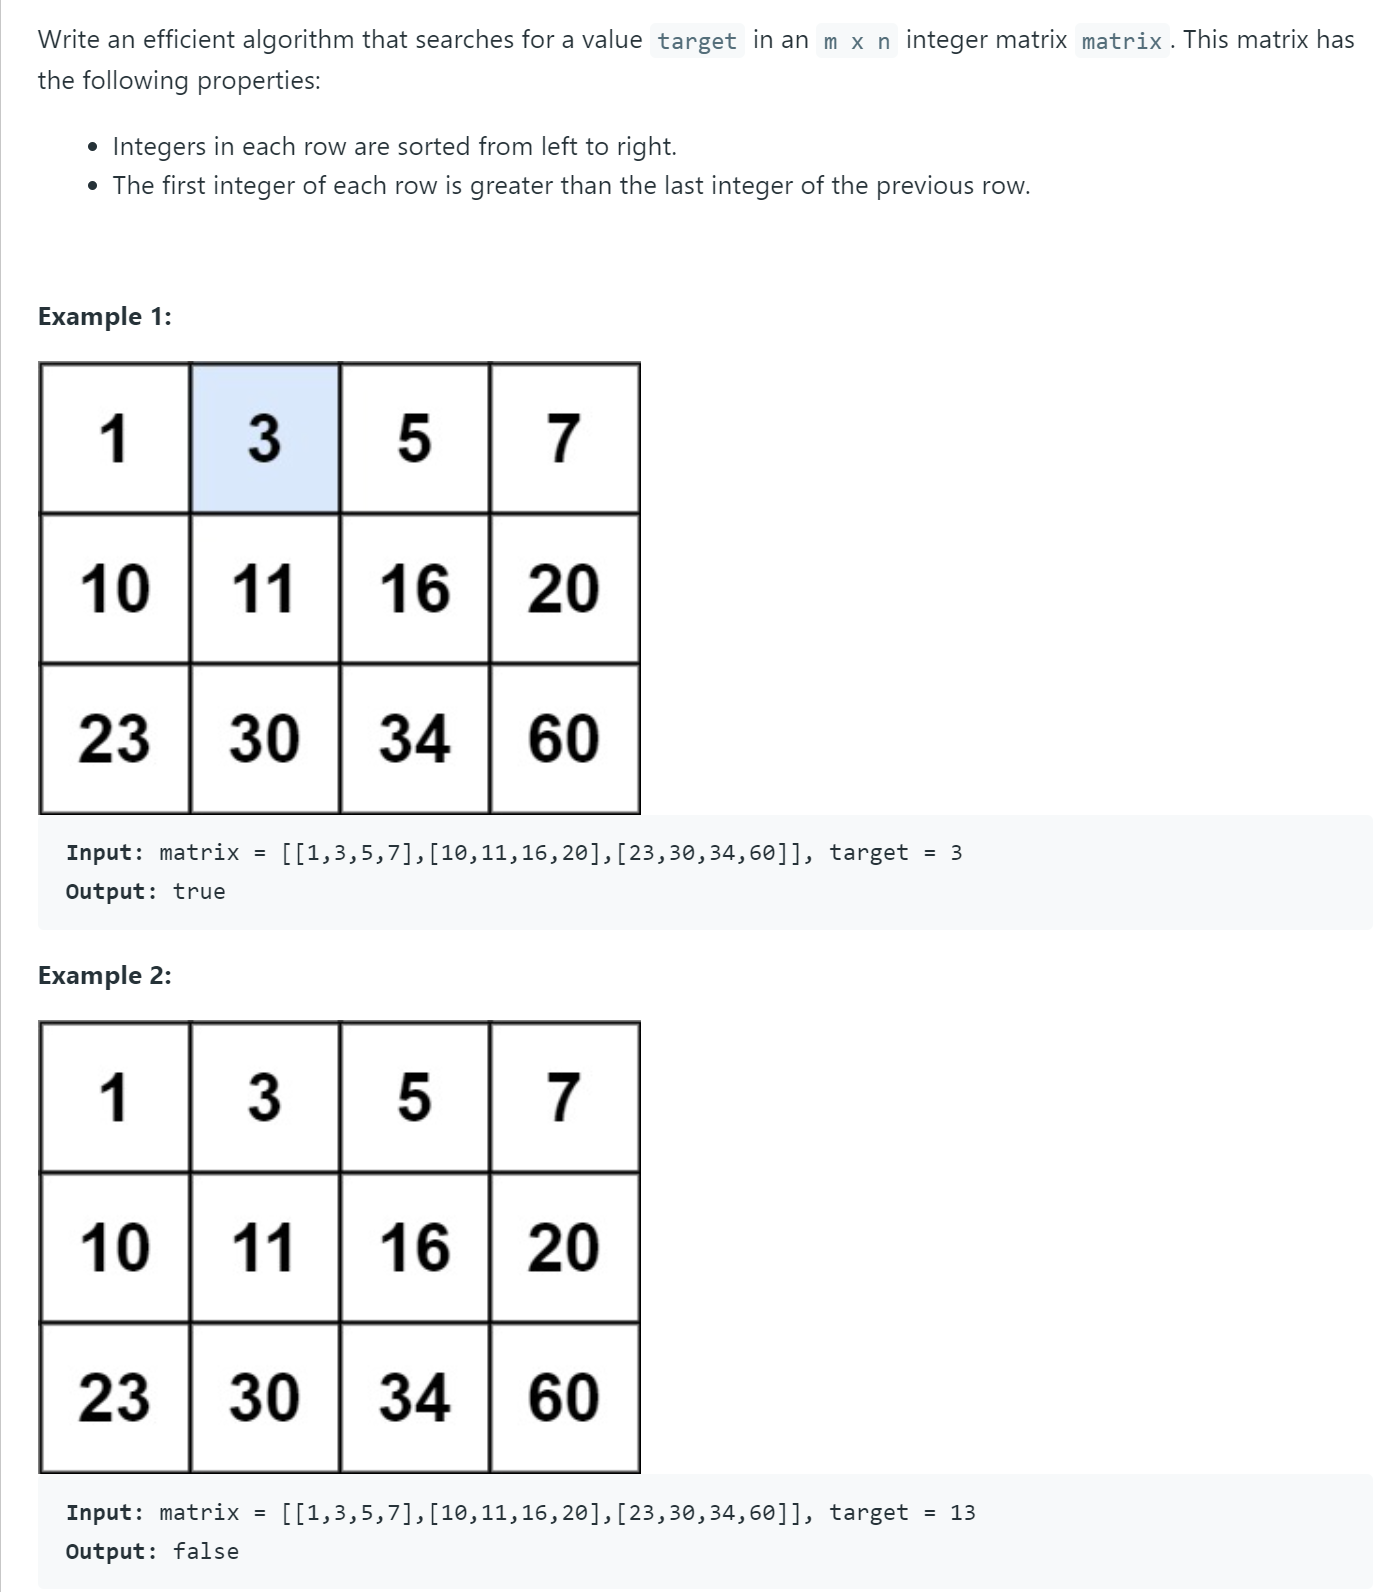 Write an efficient algorithm that searches for a value target in an m x n integer matrix matrix . This matrix has
the following properties:
• Integers in each row are sorted from left to right.
• The first integer of each row is greater than the last integer of the previous row.
Example 1:
1 3 5 7
10 11 16 20
23 30 34 60
Input: matrix = [[1,3,5,7],[10,11,16,20],[23,30,34,60]], target = 3
Output: true
Example 2:
1 3 5 7
10 11 16 20
23 30 34 60
Input: matrix = [[1,3,5,7],[10,11,16,20],[23,30,34,60]], target = 13
Output: false